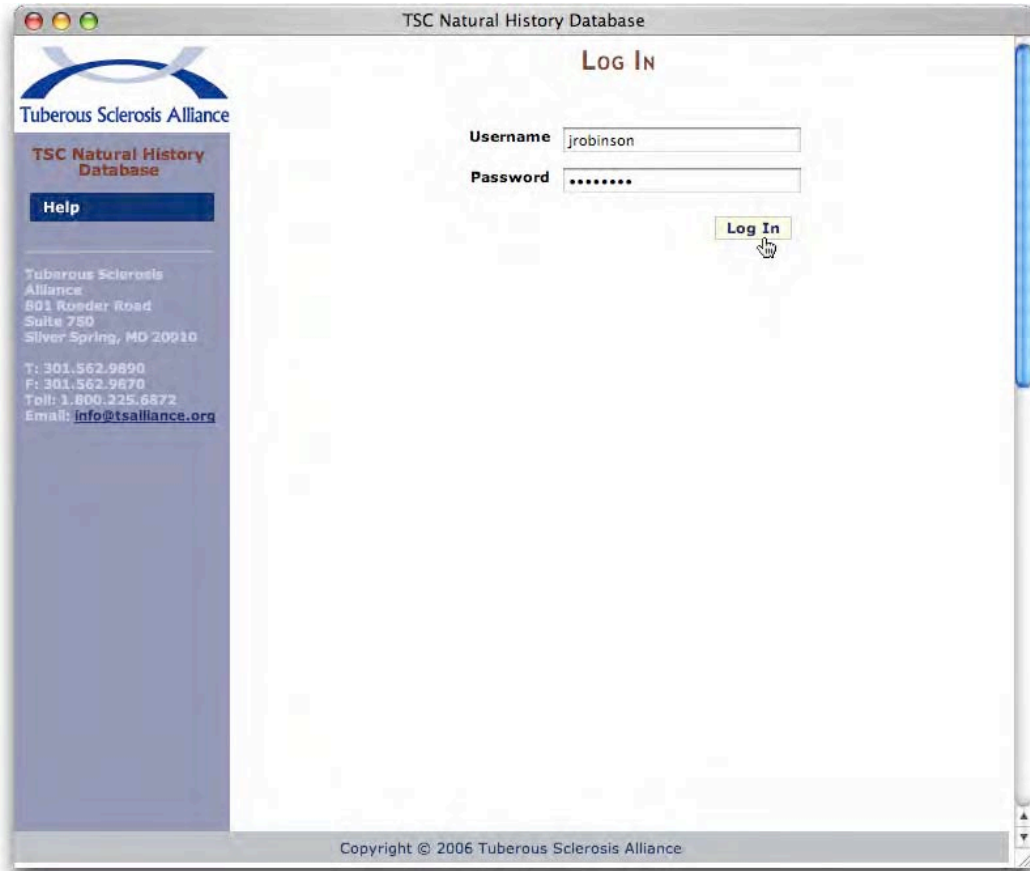 TSC Natural History Database
Tuberous Sclerosis Alliance
TSC Natural History
Database
Help
Tuberous Sclerosis
Alliance
801 Roeder Road
Suite 750
Silver Spring, MD 20910
T: 301.562.9890
F: 301.562.9870
Toll: 1.800.225.6872
Email: info@tsalliance.org
Log In
Username jrobinson
Password ••••••••
Log In
Copyright © 2006 Tuberous Sclerosis Alliance